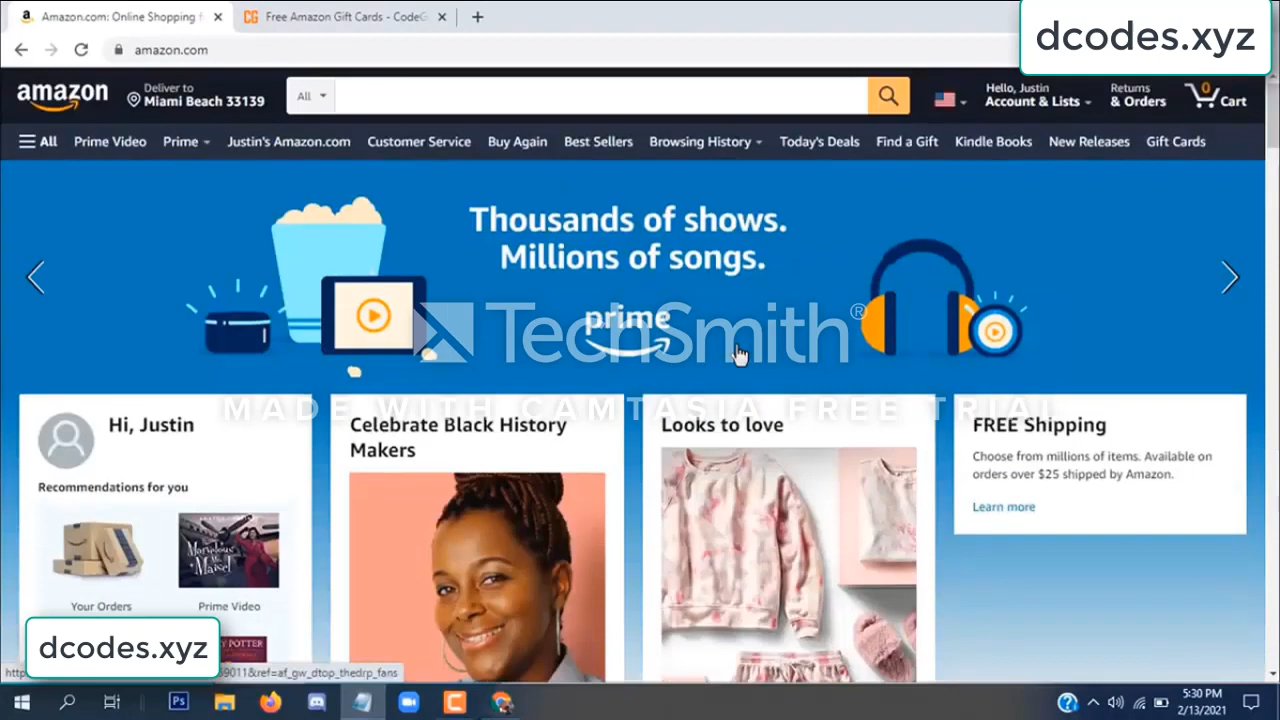 Amazon.com: Online Shopping f
Free Amazon Gift Cards - CodeG
dcodes.xyz
amazon.com
amazon
Deliver to
Miami Beach 33139
All
Hello, Justin
Account & Lists
Returns
& Orders
0
Cart
All
Prime Video
Prime
Justin's Amazon.com
Customer Service
Buy Again
Best Sellers
Browsing History
Today's Deals
Find a Gift
Kindle Books
New Releases
Gift Cards
Thousands of shows.
Millions of songs.
prime
TechSmith®
MADE WITH CAMTASIA FREE TRIAL
Hi, Justin
Recommendations for you
Your Orders
Prime Video
Celebrate Black History
Makers
Looks to love
FREE Shipping
Choose from millions of items. Available on
orders over $25 shipped by Amazon.
Learn more
dcodes.xyz
9011&ref=af_gw_dtop_thedrp_fans
Ps
5:30 PM
2/13/2021